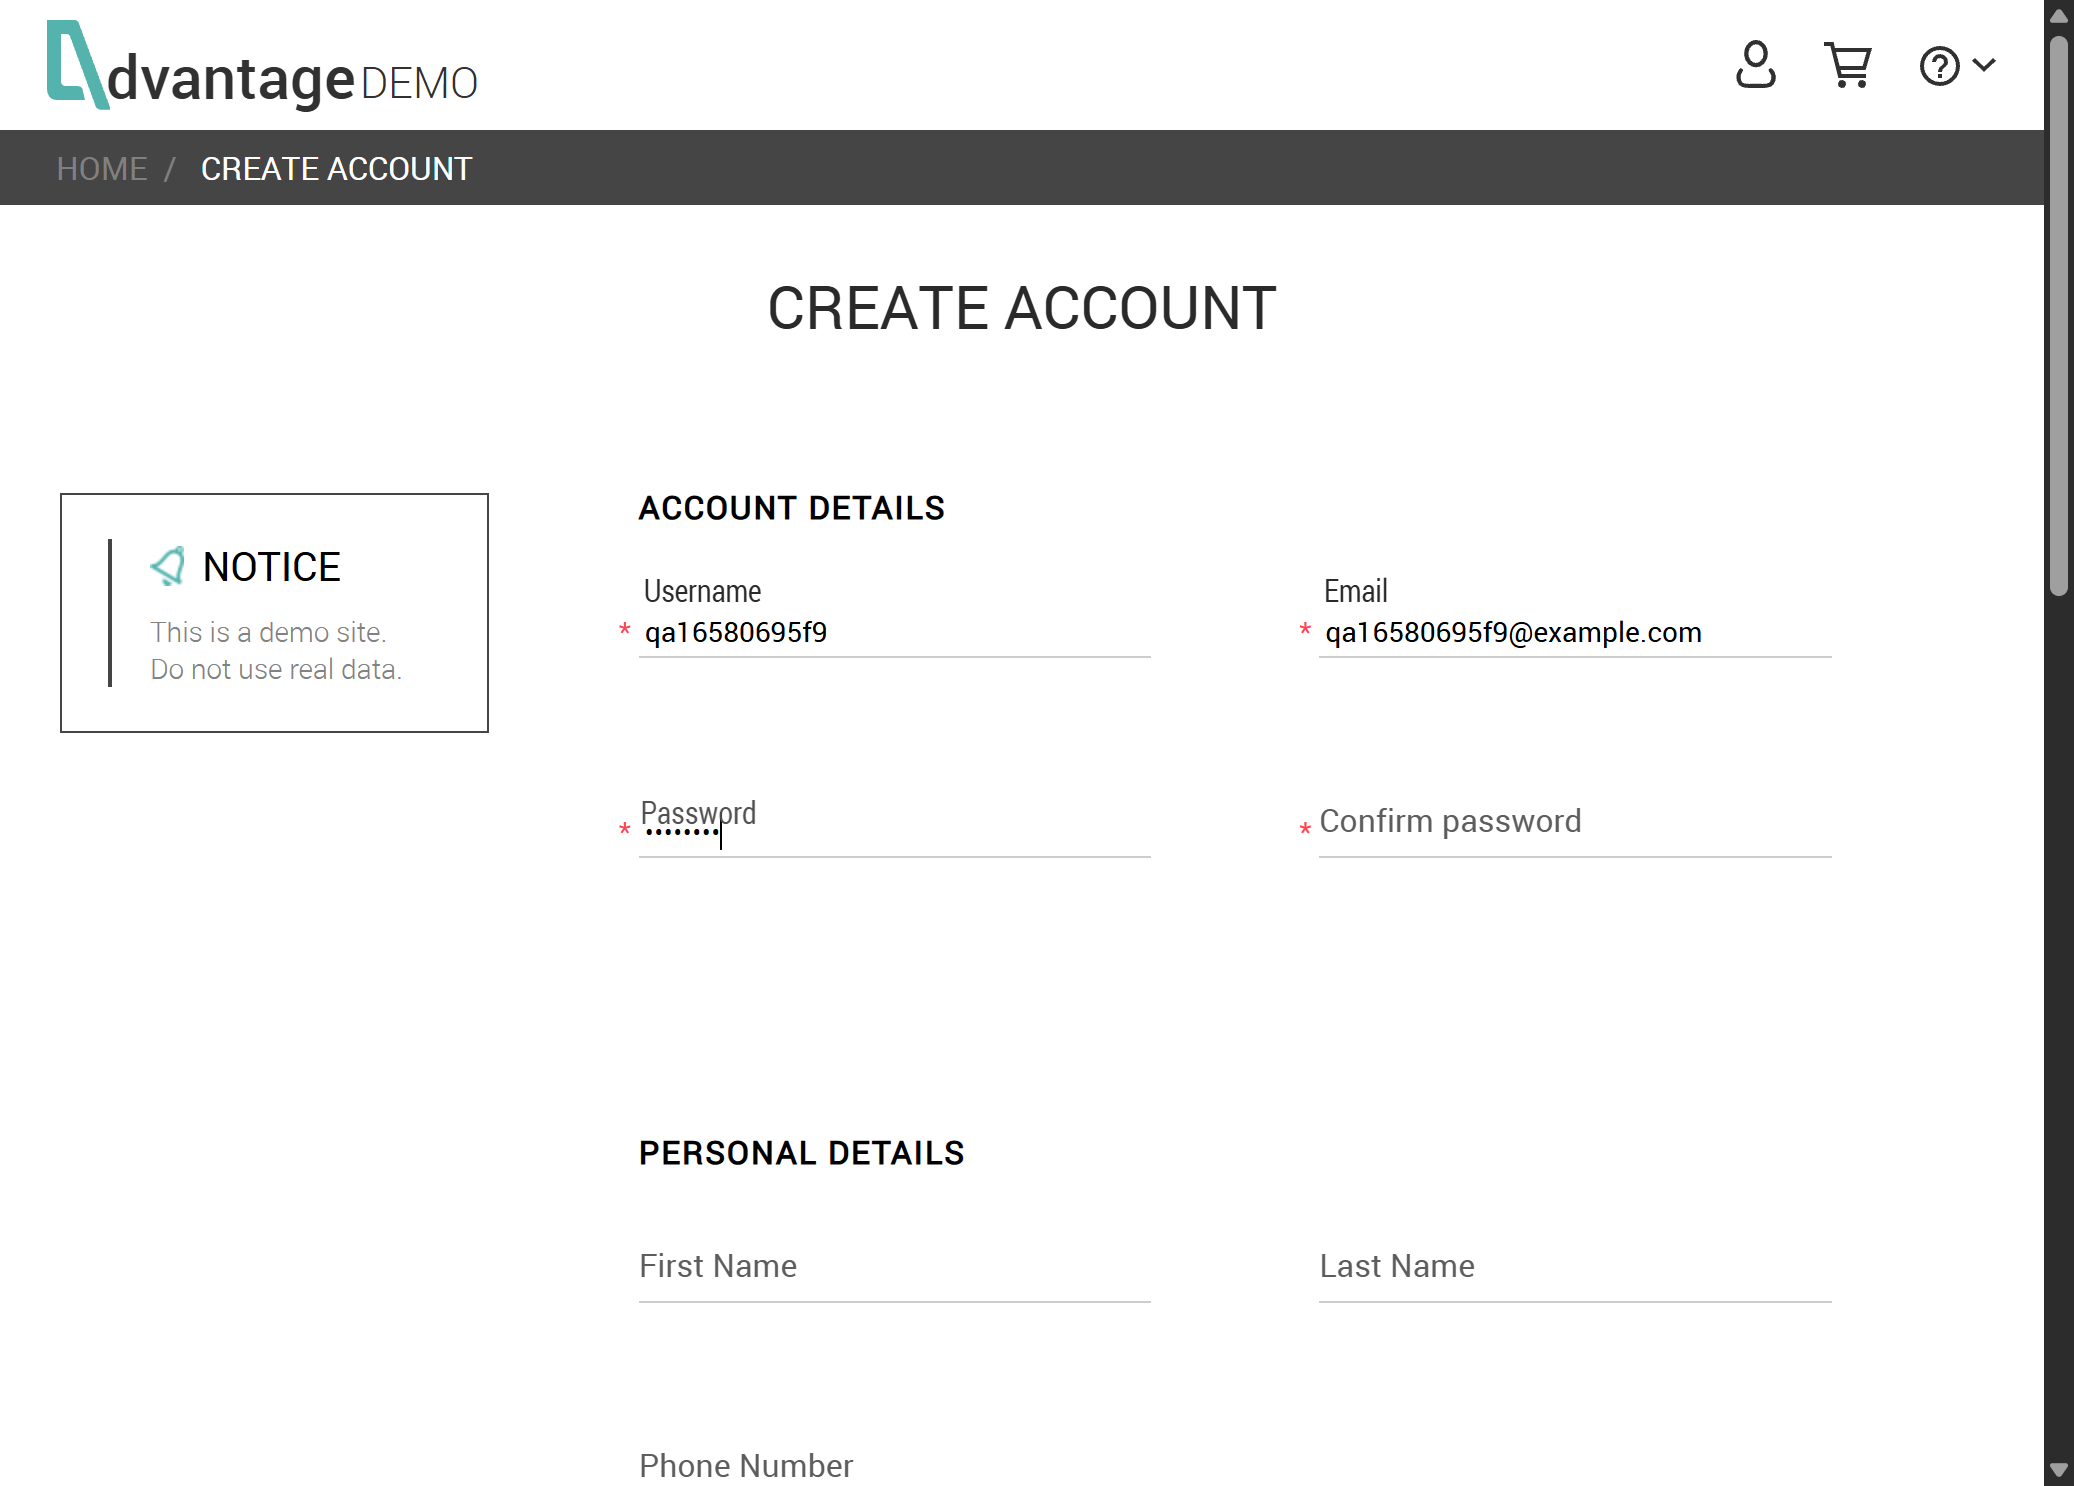 dvantage DEMO
HOME / CREATE ACCOUNT
CREATE ACCOUNT
NOTICE
This is a demo site.
Do not use real data.
ACCOUNT DETAILS
Username
* qa16580695f9
Email
* qa16580695f9@example.com
Password
* ••••••••
* Confirm password
PERSONAL DETAILS
First Name
Last Name
Phone Number